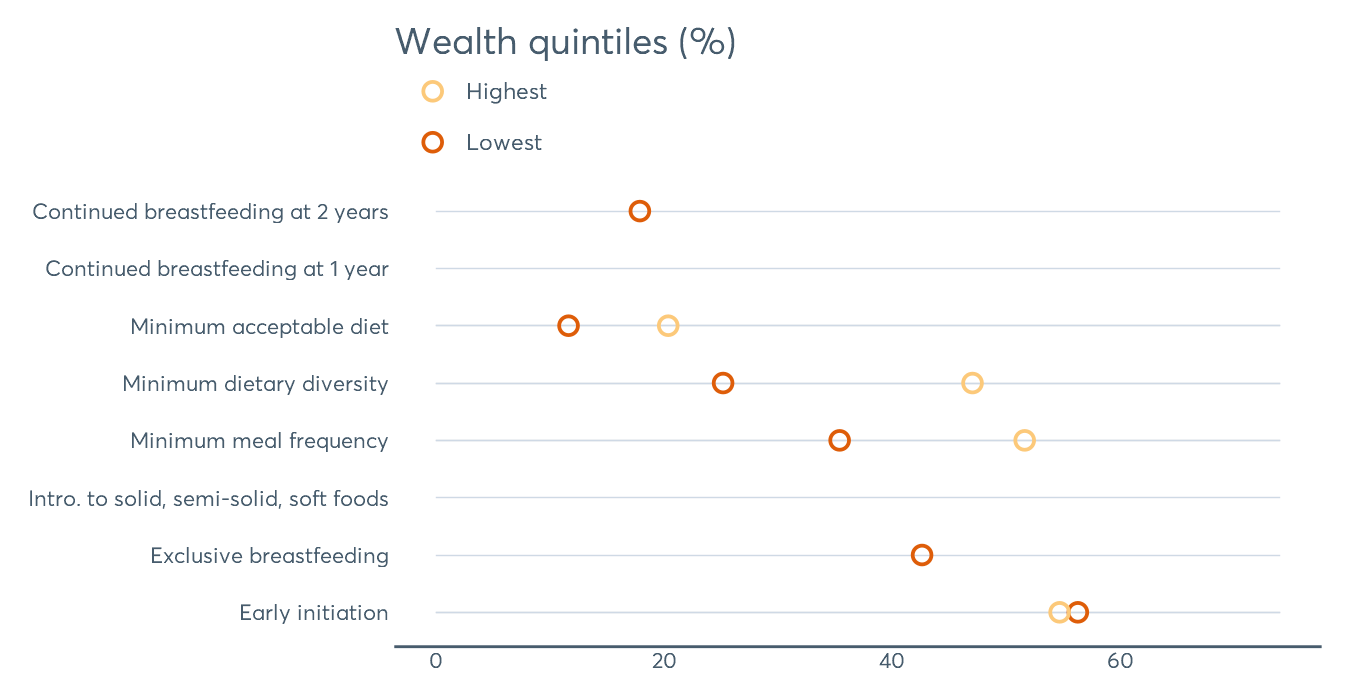 Wealth quintiles (%)
Highest
Lowest
Continued breastfeeding at 2 years
Continued breastfeeding at 1 year
Minimum acceptable diet
Minimum dietary diversity
Minimum meal frequency
Intro. to solid, semi-solid, soft foods
Exclusive breastfeeding
Early initiation
0 20 40 60